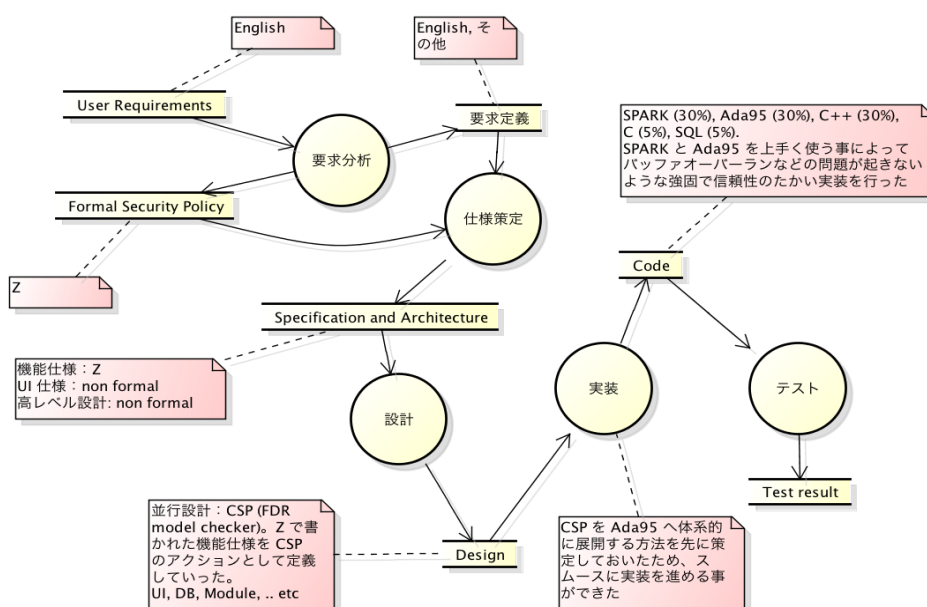 English
English, そ
の他
User Requirements
要求定義
要求分析
SPARK (30%), Ada95 (30%), C++ (30%),
C (5%), SQL (5%).
SPARK と Ada95 を上手く使う事によって
バッファオーバーランなどの問題が起きない
ような強固で信頼性のたかい実装を行った
Formal Security Policy
仕様策定
Z
Code
Specification and Architecture
機能仕様：Z
UI 仕様：non formal
高レベル設計: non formal
設計
実装
テスト
Test result
並行設計：CSP (FDR
model checker)。Z で書
かれた機能仕様を CSP
のアクションとして定義
していった。
UI, DB, Module, .. etc
Design
CSP を Ada95 へ体系的
に展開する方法を先に策
定しておいたため、ス
ムースに実装を進める事
ができた